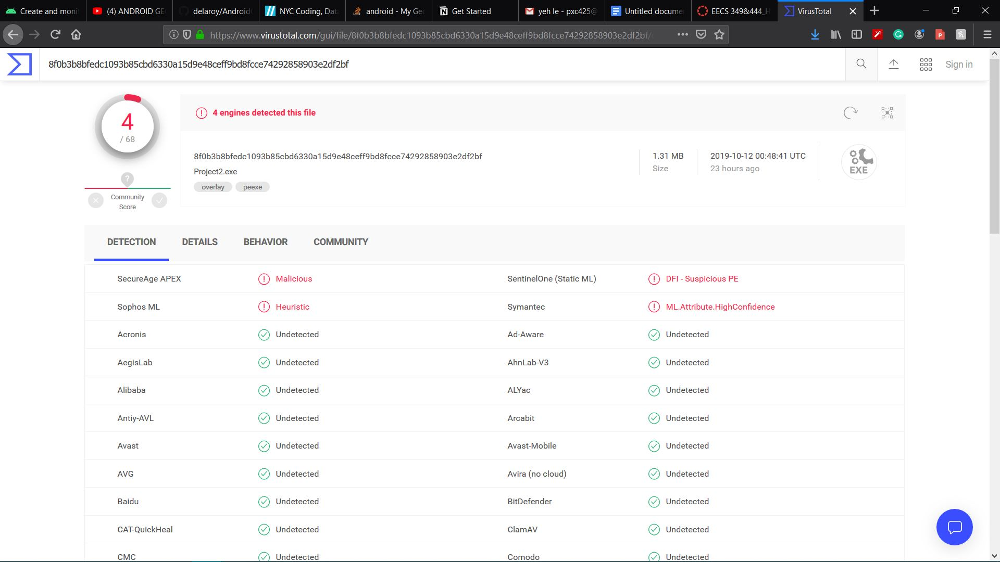 Create and monit
(4) ANDROID GE
delaroy/Android
NYC Coding, Data
android - My Geo
Get Started
yeh le - pxc425@
Untitled docume
EECS 349&444_H
VirusTotal
https://www.virustotal.com/gui/file/8f0b3b8bfedc1093b85cbd6330a15d9e48ceff9bd8fcce74292858903e2df2bf/
8f0b3b8bfedc1093b85cbd6330a15d9e48ceff9bd8fcce74292858903e2df2bf
Sign in
4
/ 68
4 engines detected this file
8f0b3b8bfedc1093b85cbd6330a15d9e48ceff9bd8fcce74292858903e2df2bf
Project2.exe
overlay peexe
1.31 MB
Size
2019-10-12 00:48:41 UTC
23 hours ago
EXE
?
Community
Score
DETECTION DETAILS BEHAVIOR COMMUNITY
SecureAge APEX Malicious SentinelOne (Static ML) DFI - Suspicious PE
Sophos ML Heuristic Symantec ML.Attribute.HighConfidence
Acronis Undetected Ad-Aware Undetected
AegisLab Undetected AhnLab-V3 Undetected
Alibaba Undetected ALYac Undetected
Antiy-AVL Undetected Arcabit Undetected
Avast Undetected Avast-Mobile Undetected
AVG Undetected Avira (no cloud) Undetected
Baidu Undetected BitDefender Undetected
CAT-QuickHeal Undetected ClamAV Undetected
CMC Undetected Comodo Undetected